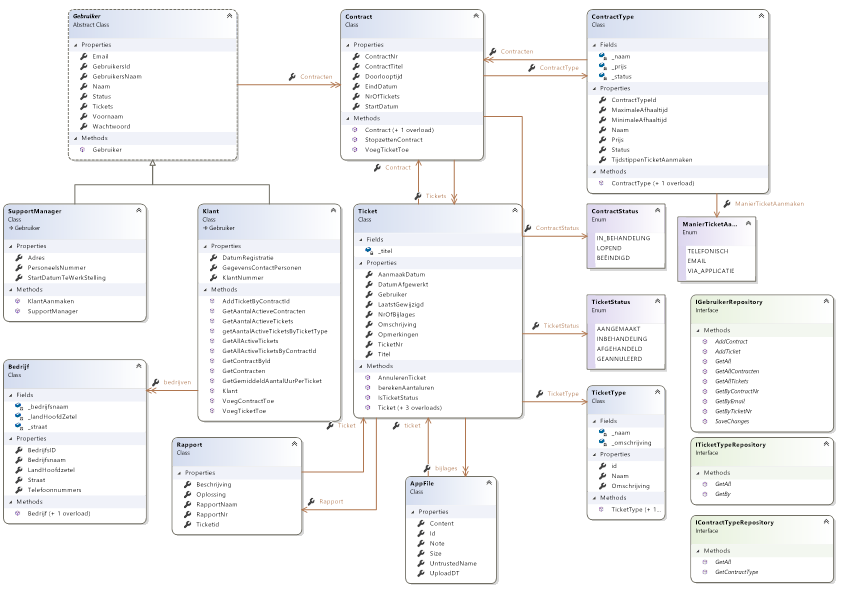 Gebruiker
Abstract Class
Properties
Email
GebruikersId
GebruikersNaam
Naam
Status
Tickets
Voornaam
Wachtwoord
Methods
Gebruiker
Contracten
Contract
Class
Properties
ContractNr
ContractTitel
Doorlooptijd
EindDatum
NrOfTickets
StartDatum
Methods
Contract (+ 1 overload)
StopzettenContract
VoegTicketToe
Contracten
ContractType
ContractType
Class
Fields
_naam
_prijs
_status
Properties
ContractTypeId
MaximaleAfhaaltijd
MinimaleAfhaaltijd
Naam
Prijs
Status
TijdstippenTicketAanmaken
Methods
ContractType (+ 1 overload)
Contract
Tickets
ManierTicketAanmaken
SupportManager
Class
Gebruiker
Properties
Adres
PersoneelsNummer
StartDatumTeWerkStelling
Methods
KlantAanmaken
SupportManager
Klant
Class
Gebruiker
Properties
DatumRegistratie
GegevensContactPersonen
KlantNummer
Methods
AddTicketByContractId
GetAantalActieveContracten
GetAantalActieveTickets
getAantalActiveTicketsByTicketType
GetAllActiveTickets
GetAllActiveTicketsByContractId
GetContractById
GetContracten
GetGemiddeldAantalUurPerTicket
Klant
VoegContractToe
VoegTicketToe
Ticket
Class
Fields
_titel
Properties
AanmaakDatum
DatumAfgewerkt
Gebruiker
LaatstGewijzigd
NrOfBijlages
Omschrijving
Opmerkingen
TicketNr
Titel
Methods
AnnulerenTicket
berekenAantaluren
IsTicketStatus
Ticket (+ 3 overloads)
ContractStatus
ContractStatus
Enum
IN_BEHANDELING
LOPEND
BEËINDIGD
ManierTicketAa...
Enum
TELEFONISCH
EMAIL
VIA_APPLICATIE
TicketStatus
TicketStatus
Enum
AANGEMAAKT
INBEHANDELING
AFGEHANDELD
GEANNULEERD
IGebruikerRepository
Interface
Methods
AddContract
AddTicket
GetAll
GetAllContracten
GetAllTickets
GetByContractNr
GetByEmail
GetByTicketNr
SaveChanges
Bedrijf
Class
Fields
_bedrijfsnaam
_landHoofdZetel
_straat
Properties
BedrijfsID
Bedrijfsnaam
LandHoofdzetel
Straat
Telefoonnummers
Methods
Bedrijf (+ 1 overload)
bedrijven
TicketType
TicketType
Class
Fields
_naam
_omschrijving
Properties
id
Naam
Omschrijving
Methods
TicketType (+ 1...
Ticket
ticket
Rapport
Class
Properties
Beschrijving
Oplossing
RapportNaam
RapportNr
Ticketid
Rapport
bijlages
AppFile
Class
Properties
Content
Id
Note
Size
UntrustedName
UploadDT
ITicketTypeRepository
Interface
Methods
GetAll
GetBy
IContractTypeRepository
Interface
Methods
GetAll
GetContractType